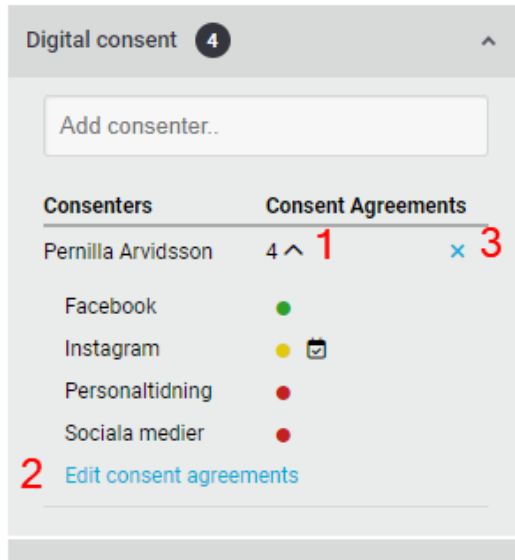 Digital consent 4
Add consenter..
Consenters Consent Agreements
Pernilla Arvidsson 4 1 3
Facebook
Instagram
Personaltidning
Sociala medier
2 Edit consent agreements